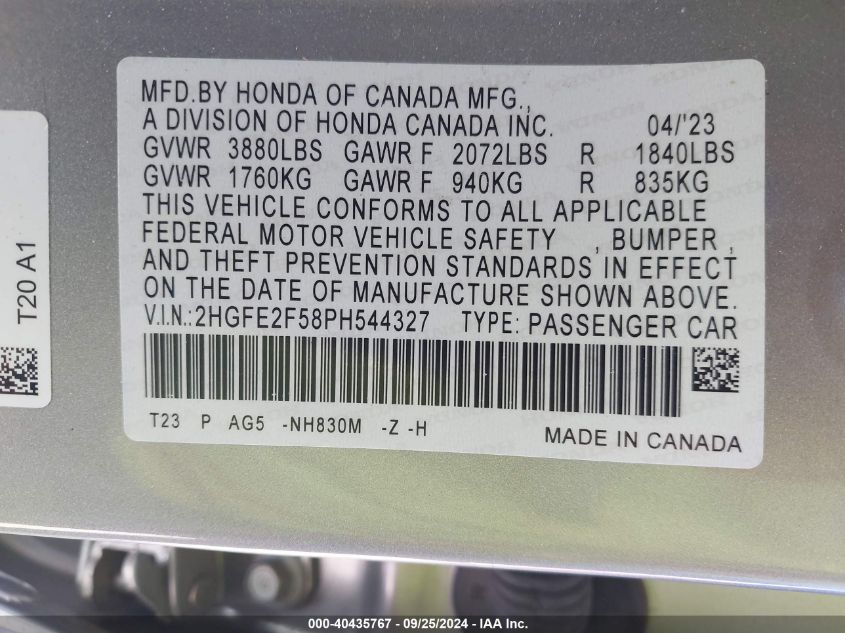 MFD.BY HONDA OF CANADA MFG.,
A DIVISION OF HONDA CANADA INC. 04/'23
GVWR 3880LBS GAWR F 2072LBS R 1840LBS
GVWR 1760KG GAWR F 940KG R 835KG
THIS VEHICLE CONFORMS TO ALL APPLICABLE
FEDERAL MOTOR VEHICLE SAFETY , BUMPER ,
AND THEFT PREVENTION STANDARDS IN EFFECT
ON THE DATE OF MANUFACTURE SHOWN ABOVE.
V.I.N.:2HGFE2F58PH544327 TYPE: PASSENGER CAR
T23 P AG5 -NH830M -Z -H
MADE IN CANADA
T20 A1
000-40435767 - 09/25/2024 - IAA Inc.